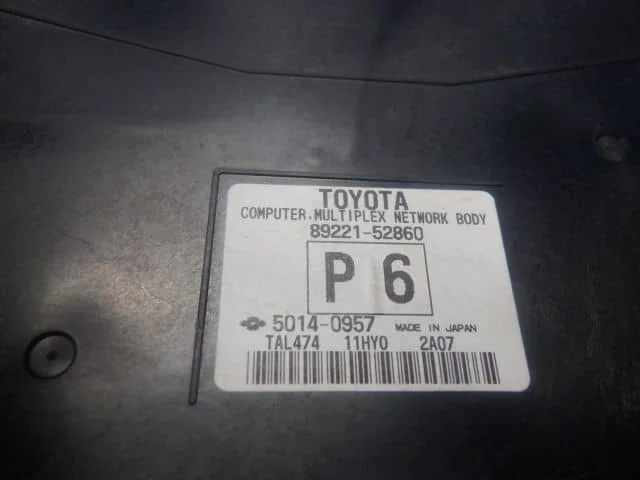 TOYOTA
COMPUTER.MULTIPLEX NETWORK BODY
89221-52860
P 6
5014-0957 MADE IN JAPAN
TAL474 11HY0 2A07